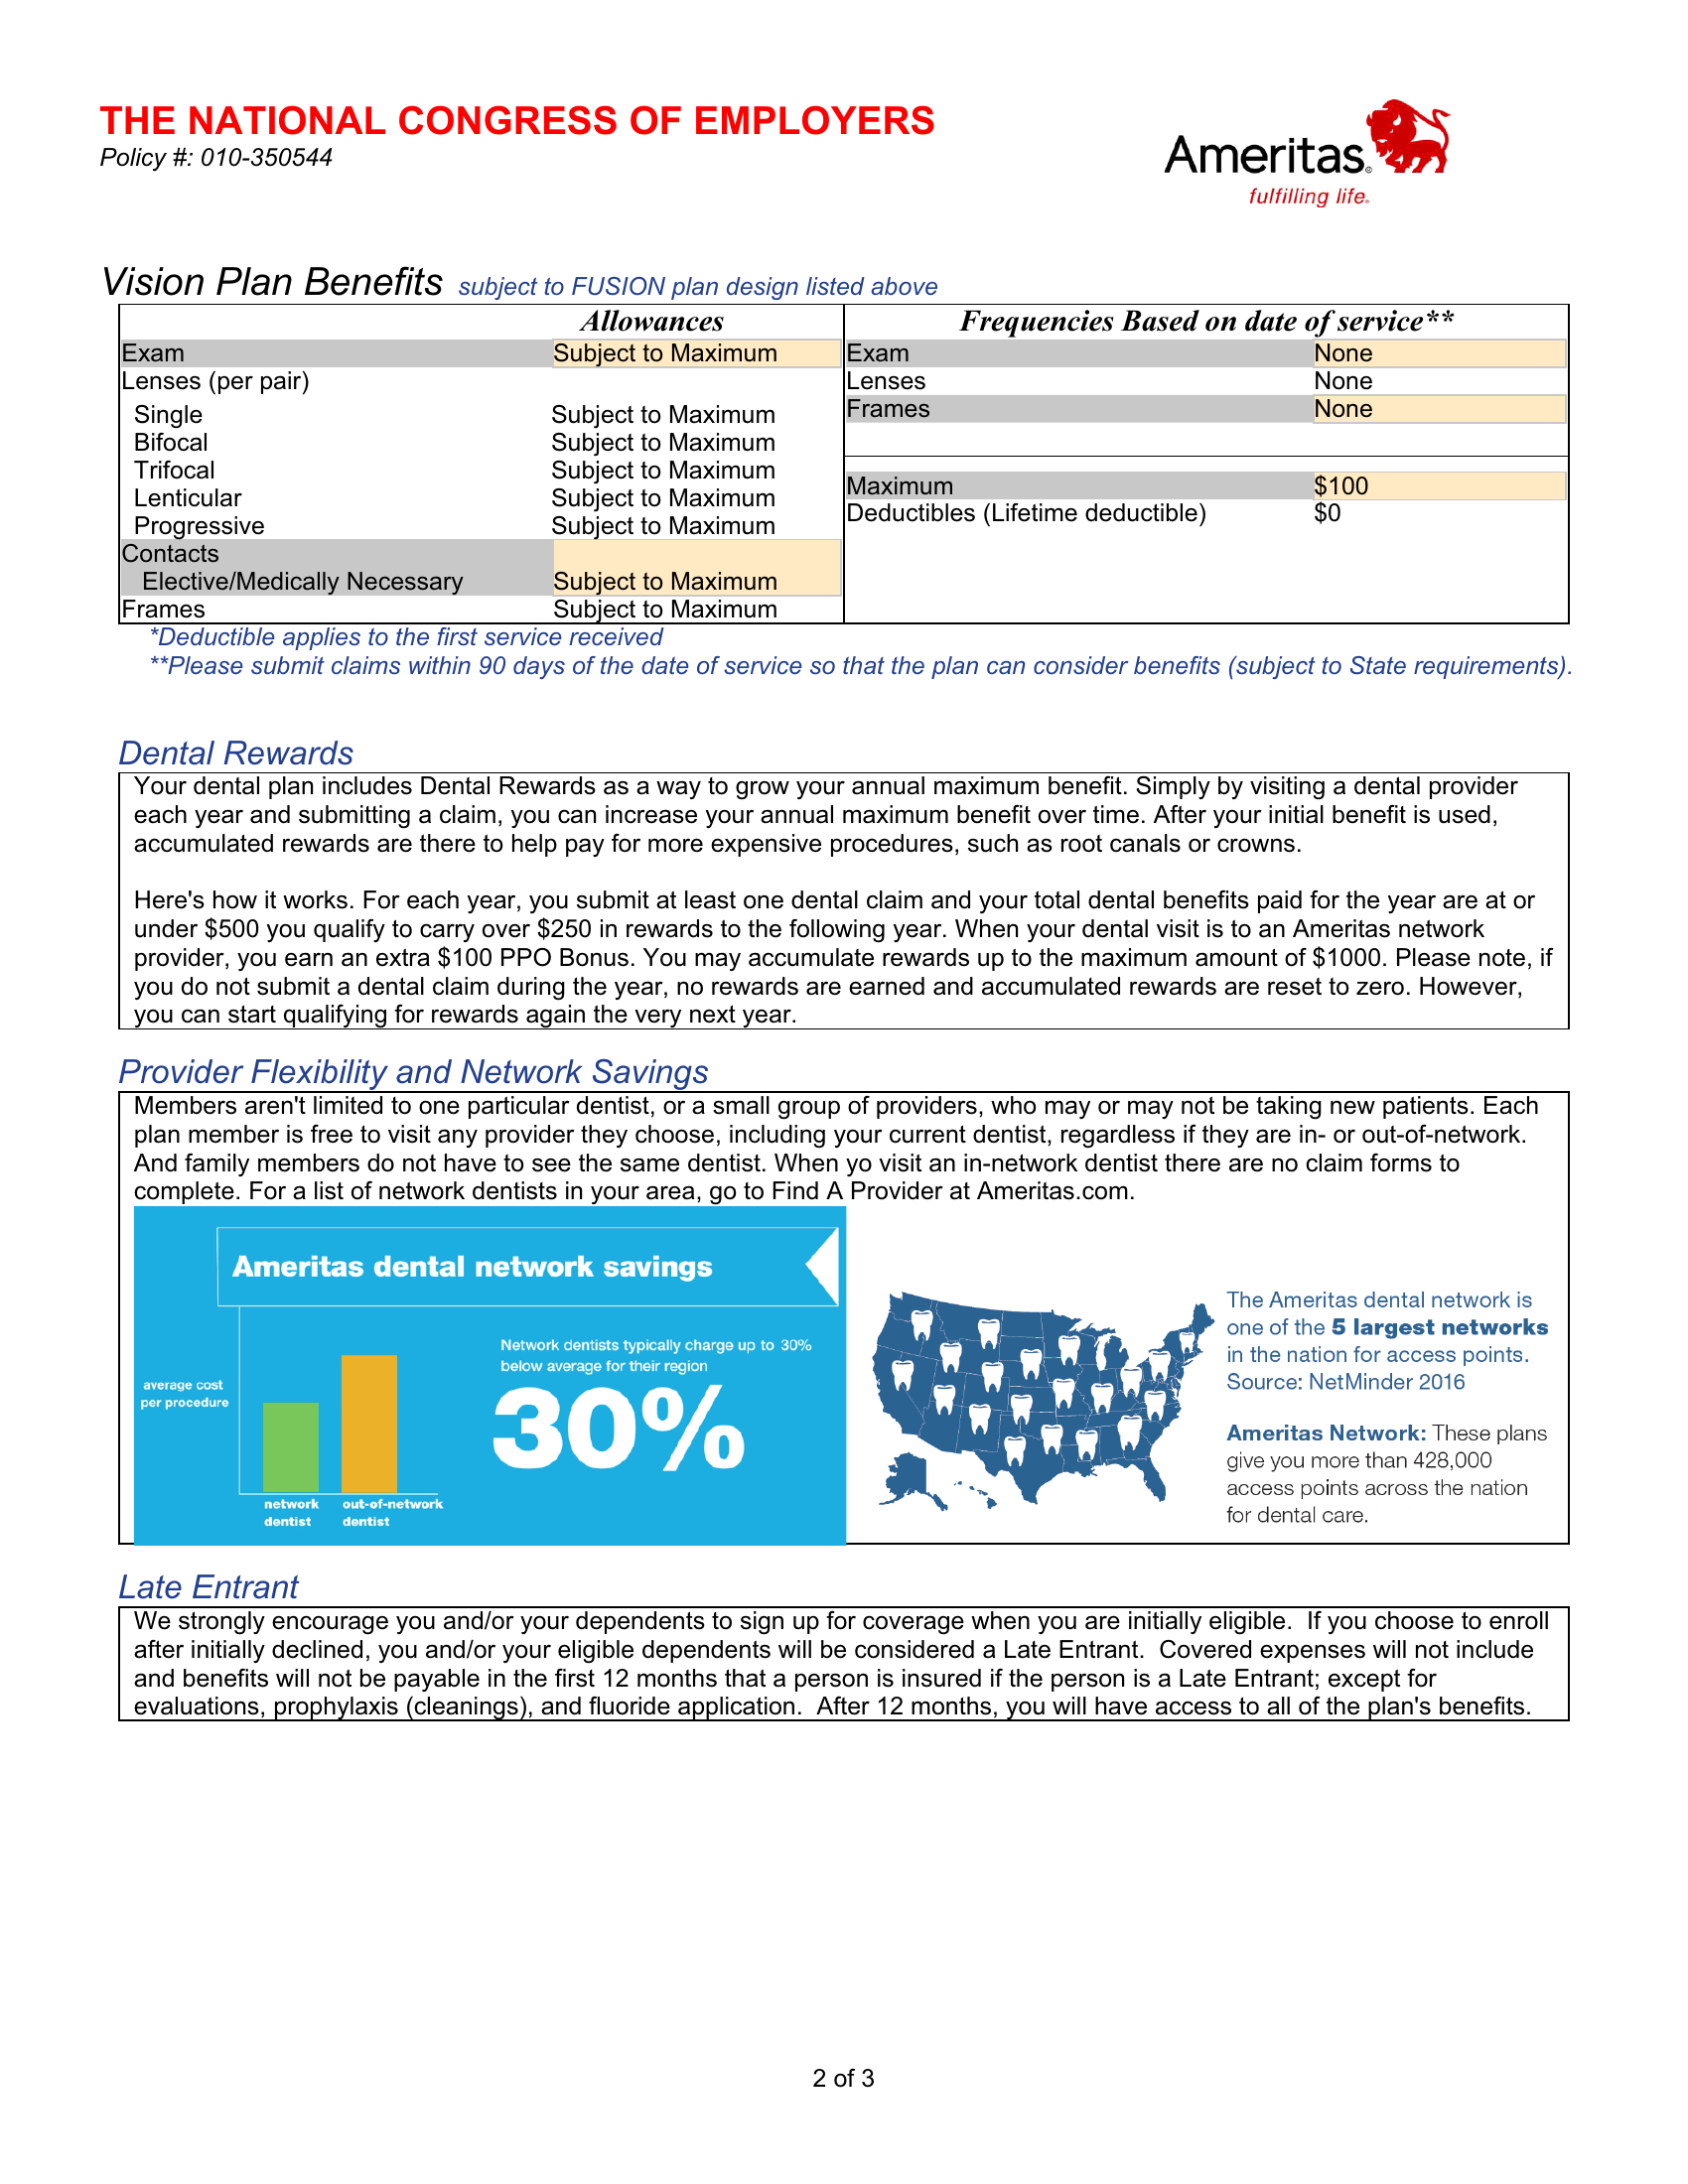 THE NATIONAL CONGRESS OF EMPLOYERS
Policy #: 010-350544
Ameritas®
fulfilling life®
Vision Plan Benefits subject to FUSION plan design listed above
Allowances
Exam Subject to Maximum
Lenses (per pair)
Single Subject to Maximum
Bifocal Subject to Maximum
Trifocal Subject to Maximum
Lenticular Subject to Maximum
Progressive Subject to Maximum
Contacts
Elective/Medically Necessary Subject to Maximum
Frames Subject to Maximum
Frequencies Based on date of service**
Exam None
Lenses None
Frames None
Maximum $100
Deductibles (Lifetime deductible) $0
*Deductible applies to the first service received
**Please submit claims within 90 days of the date of service so that the plan can consider benefits (subject to State requirements).
Dental Rewards
Your dental plan includes Dental Rewards as a way to grow your annual maximum benefit. Simply by visiting a dental provider
each year and submitting a claim, you can increase your annual maximum benefit over time. After your initial benefit is used,
accumulated rewards are there to help pay for more expensive procedures, such as root canals or crowns.
Here's how it works. For each year, you submit at least one dental claim and your total dental benefits paid for the year are at or
under $500 you qualify to carry over $250 in rewards to the following year. When your dental visit is to an Ameritas network
provider, you earn an extra $100 PPO Bonus. You may accumulate rewards up to the maximum amount of $1000. Please note, if
you do not submit a dental claim during the year, no rewards are earned and accumulated rewards are reset to zero. However,
you can start qualifying for rewards again the very next year.
Provider Flexibility and Network Savings
Members aren't limited to one particular dentist, or a small group of providers, who may or may not be taking new patients. Each
plan member is free to visit any provider they choose, including your current dentist, regardless if they are in- or out-of-network.
And family members do not have to see the same dentist. When yo visit an in-network dentist there are no claim forms to
complete. For a list of network dentists in your area, go to Find A Provider at Ameritas.com.
Ameritas dental network savings
average cost
per procedure
network
dentist
out-of-network
dentist
Network dentists typically charge up to 30%
below average for their region
30%
The Ameritas dental network is
one of the 5 largest networks
in the nation for access points.
Source: NetMinder 2016
Ameritas Network: These plans
give you more than 428,000
access points across the nation
for dental care.
Late Entrant
We strongly encourage you and/or your dependents to sign up for coverage when you are initially eligible.  If you choose to enroll
after initially declined, you and/or your eligible dependents will be considered a Late Entrant.  Covered expenses will not include
and benefits will not be payable in the first 12 months that a person is insured if the person is a Late Entrant; except for
evaluations, prophylaxis (cleanings), and fluoride application.  After 12 months, you will have access to all of the plan's benefits.
2 of 3